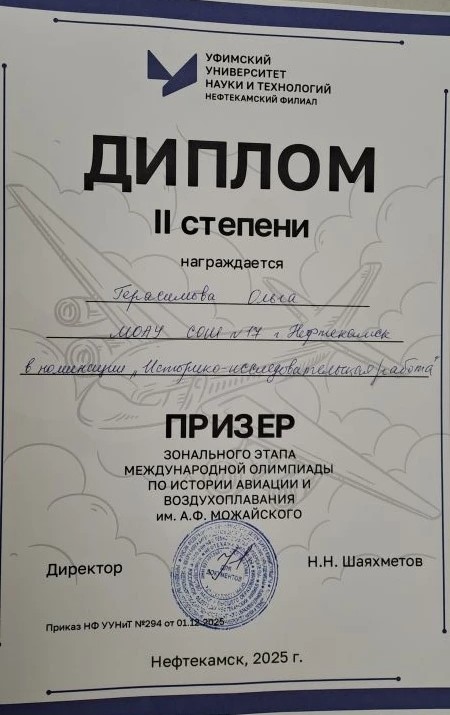 УФИМСКИЙ
УНИВЕРСИТЕТ
НАУКИ И ТЕХНОЛОГИЙ
НЕФТЕКАМСКИЙ ФИЛИАЛ
ДИПЛОМ
II степени
награждается
Герасимова Ольга
МОАУ СОШ №17 г. Нефтекамск
в номинации „Историко-исследовательская работа"
ПРИЗЕР
ЗОНАЛЬНОГО ЭТАПА
МЕЖДУНАРОДНОЙ ОЛИМПИАДЫ
ПО ИСТОРИИ АВИАЦИИ И
ВОЗДУХОПЛАВАНИЯ
им. А.Ф. МОЖАЙСКОГО
Директор
Н.Н. Шаяхметов
ДЛЯ
ДОКУМЕНТОВ
Приказ НФ УУНиТ №294 от 01.12.2025
Нефтекамск, 2025 г.